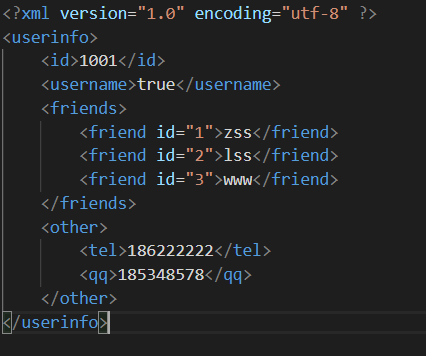 <?xml version="1.0" encoding="utf-8" ?>
<userinfo>
    <id>1001</id>
    <username>true</username>
    <friends>
        <friend id="1">zss</friend>
        <friend id="2">lss</friend>
        <friend id="3">www</friend>
    </friends>
    <other>
        <tel>186222222</tel>
        <qq>185348578</qq>
    </other>
</userinfo>